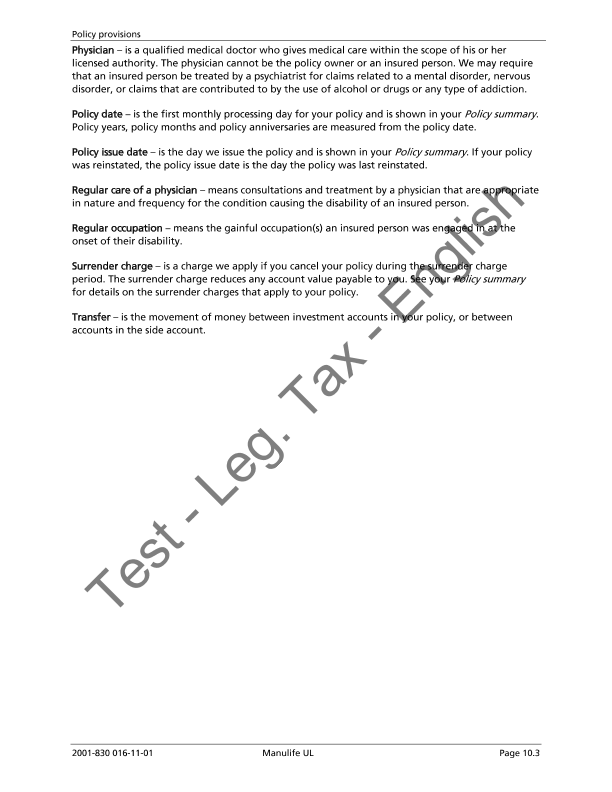 Policy provisions
Physician – is a qualified medical doctor who gives medical care within the scope of his or her
licensed authority. The physician cannot be the policy owner or an insured person. We may require
that an insured person be treated by a psychiatrist for claims related to a mental disorder, nervous
disorder, or claims that are contributed to by the use of alcohol or drugs or any type of addiction.
Policy date – is the first monthly processing day for your policy and is shown in your Policy summary.
Policy years, policy months and policy anniversaries are measured from the policy date.
Policy issue date – is the day we issue the policy and is shown in your Policy summary. If your policy
was reinstated, the policy issue date is the day the policy was last reinstated.
Regular care of a physician – means consultations and treatment by a physician that are appropriate
in nature and frequency for the condition causing the disability of an insured person.
Regular occupation – means the gainful occupation(s) an insured person was engaged in at the
onset of their disability.
Surrender charge – is a charge we apply if you cancel your policy during the surrender charge
period. The surrender charge reduces any account value payable to you. See your Policy summary
for details on the surrender charges that apply to your policy.
Transfer – is the movement of money between investment accounts in your policy, or between
accounts in the side account.
Test - Leg. Tax - English
2001-830 016-11-01 Manulife UL Page 10.3